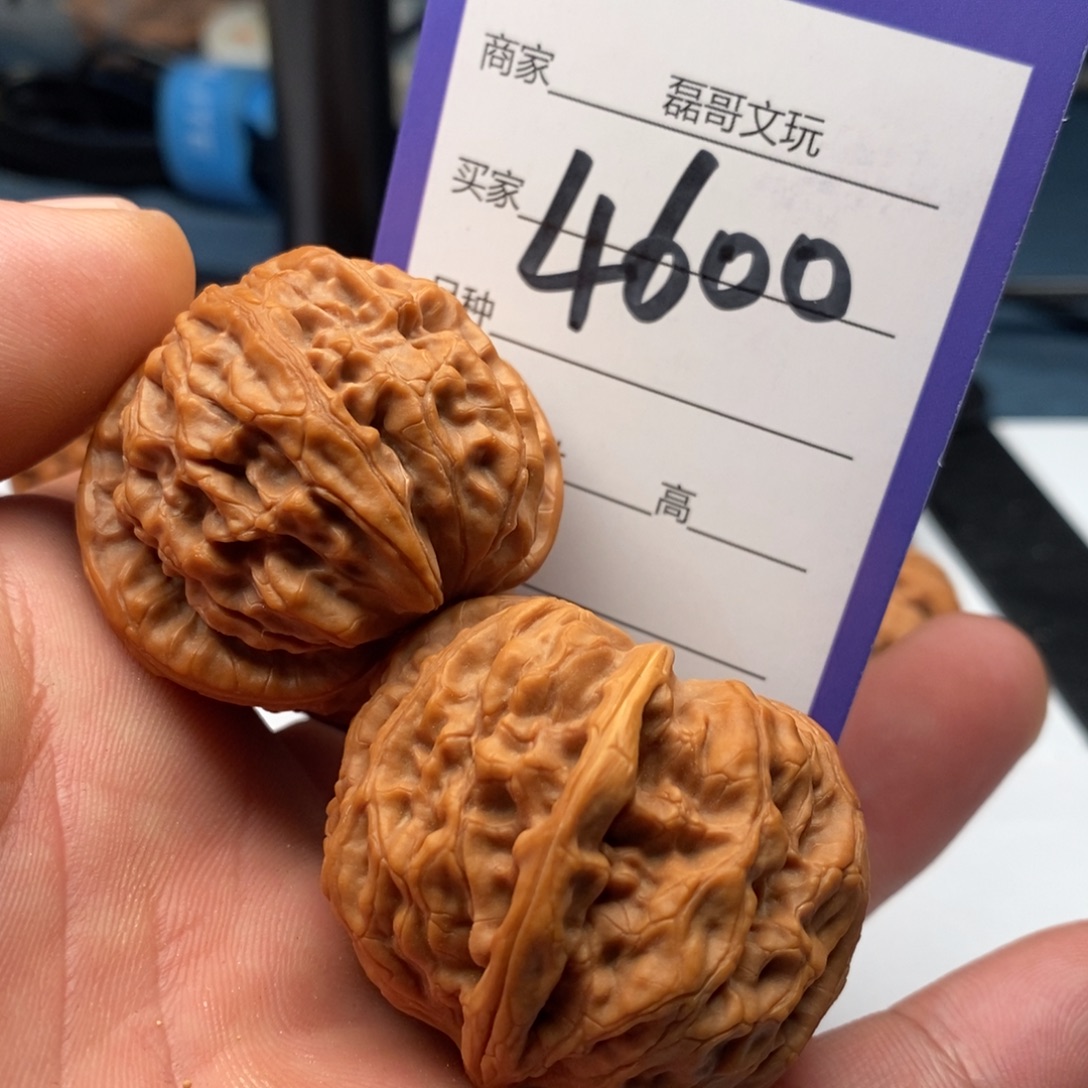 商家 磊哥文玩
买家 4600
品种
高